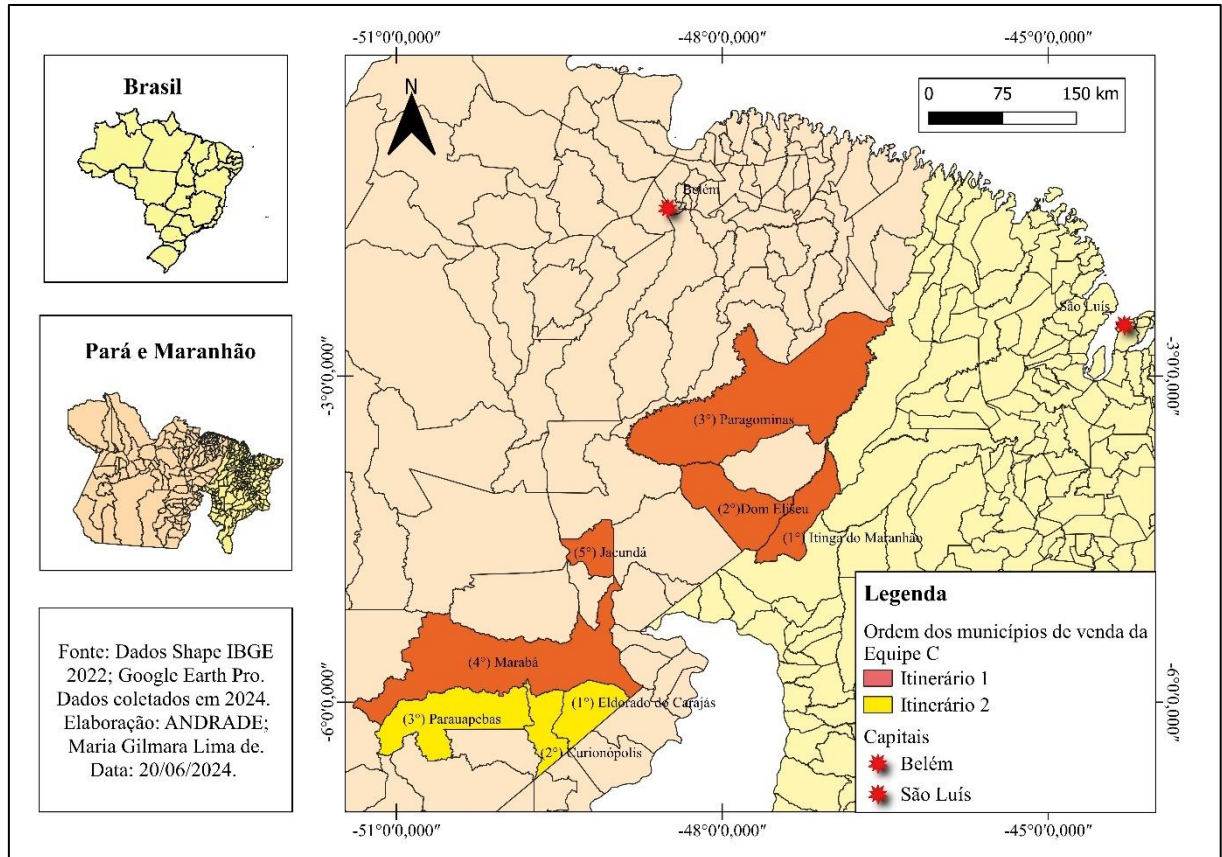 Brasil
Pará e Maranhão
Fonte: Dados Shape IBGE
2022; Google Earth Pro.
Dados coletados em 2024.
Elaboração: ANDRADE;
Maria Gilmara Lima de.
Data: 20/06/2024.
-51°0′0,000″
-48°0′0,000″
-45°0′0,000″
N
0 75 150 km
Belém
São Luís
-3°0′0,000″
-3°0′0,000″
(3°) Paragominas
(2°)Dom Eliseu
(1°) Itinga do Maranhão
(5°) Jacundá
(4°) Marabá
(1°) Eldorado do Carajás
(3°) Parauapebas
(2°) Curionópolis
-6°0′0,000″
-6°0′0,000″
Legenda
Ordem dos municípios de venda da
Equipe C
Itinerário 1
Itinerário 2
Capitais
Belém
São Luís
-51°0′0,000″
-48°0′0,000″
-45°0′0,000″